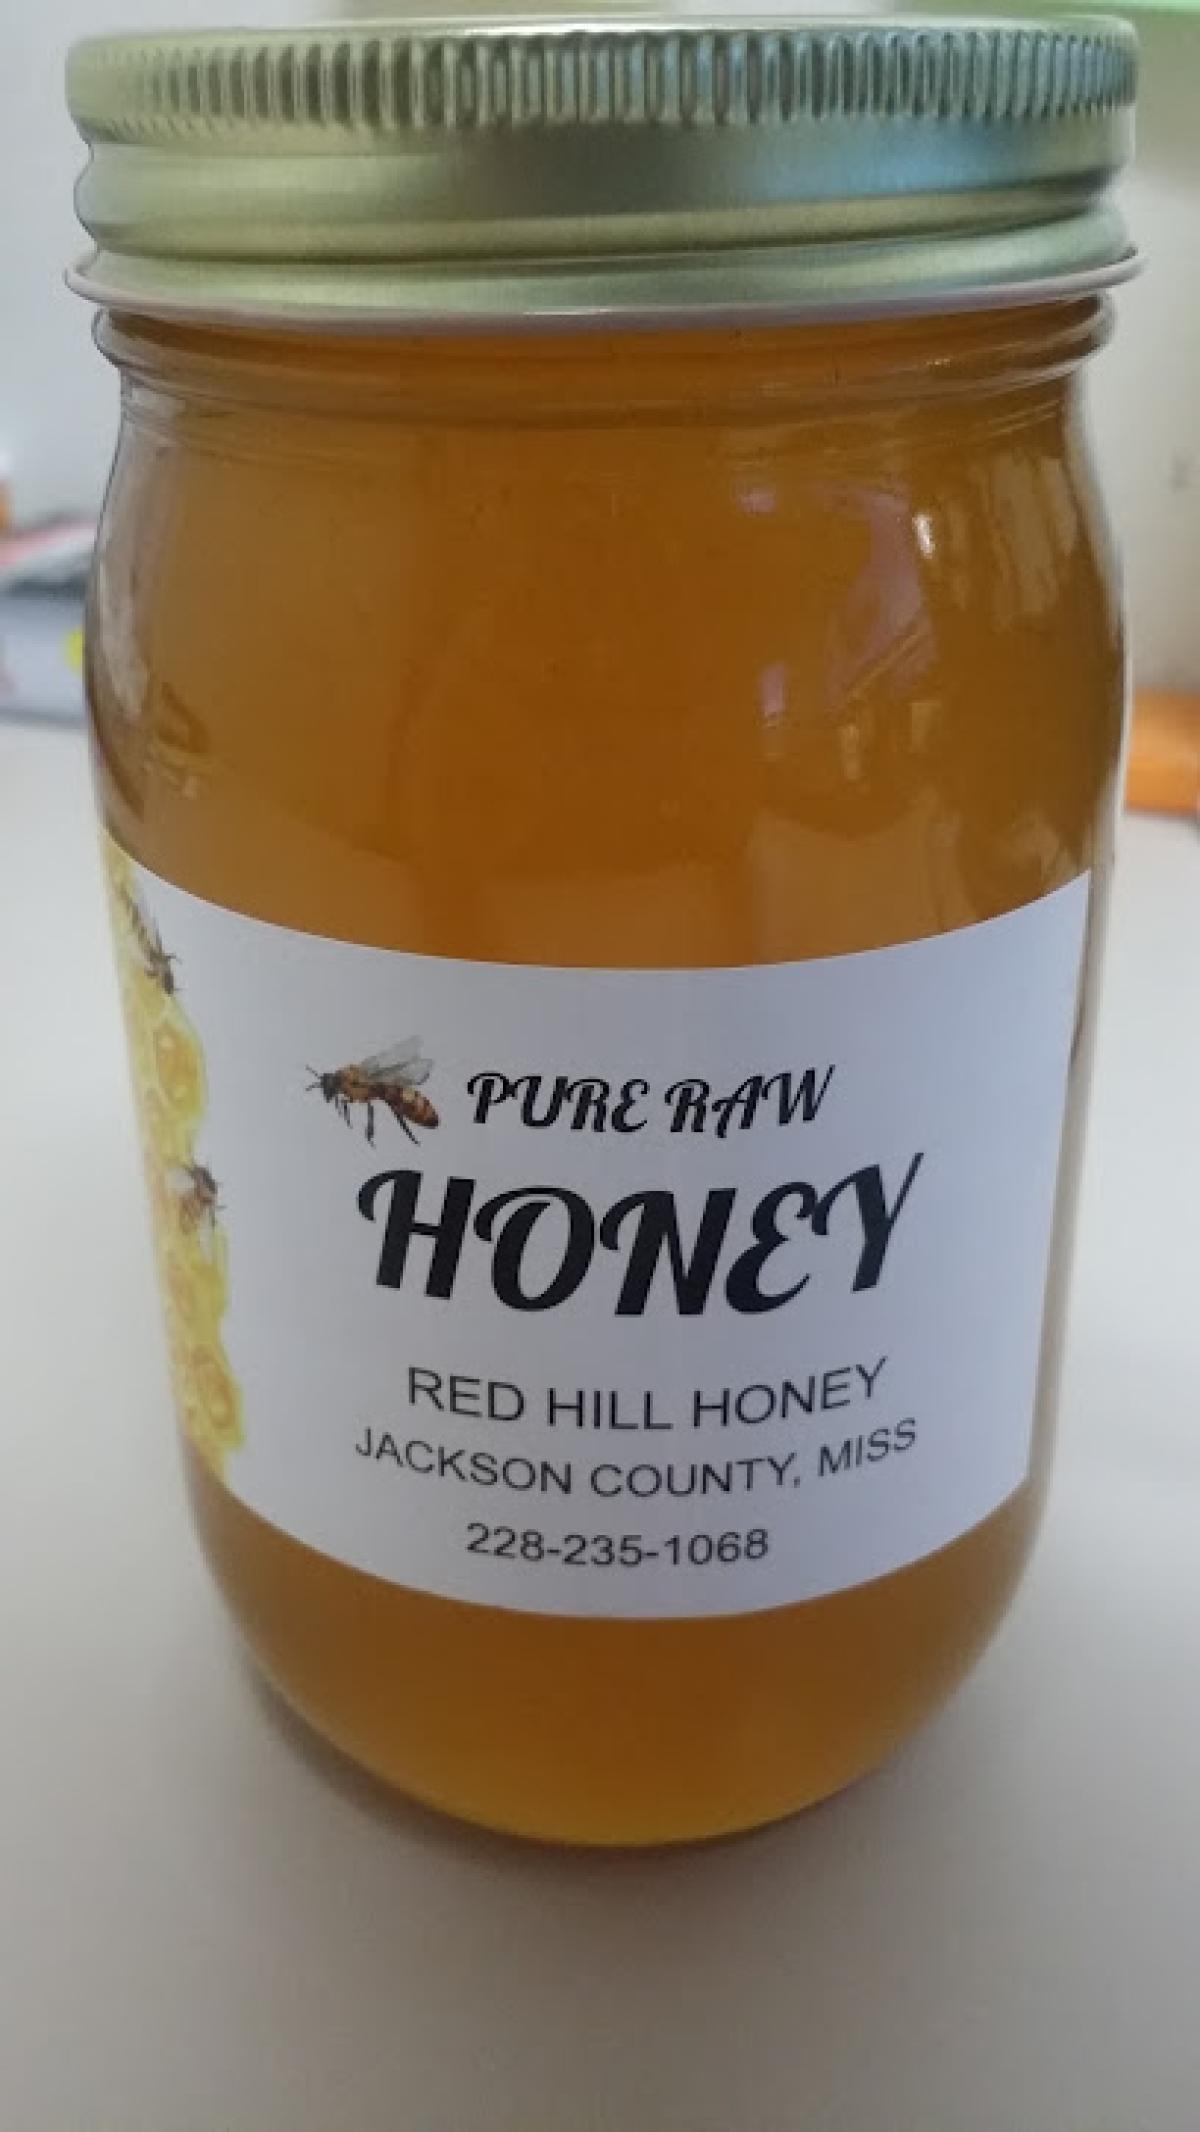 PURE RAW
HONEY
RED HILL HONEY
JACKSON COUNTY, MISS
228-235-1068